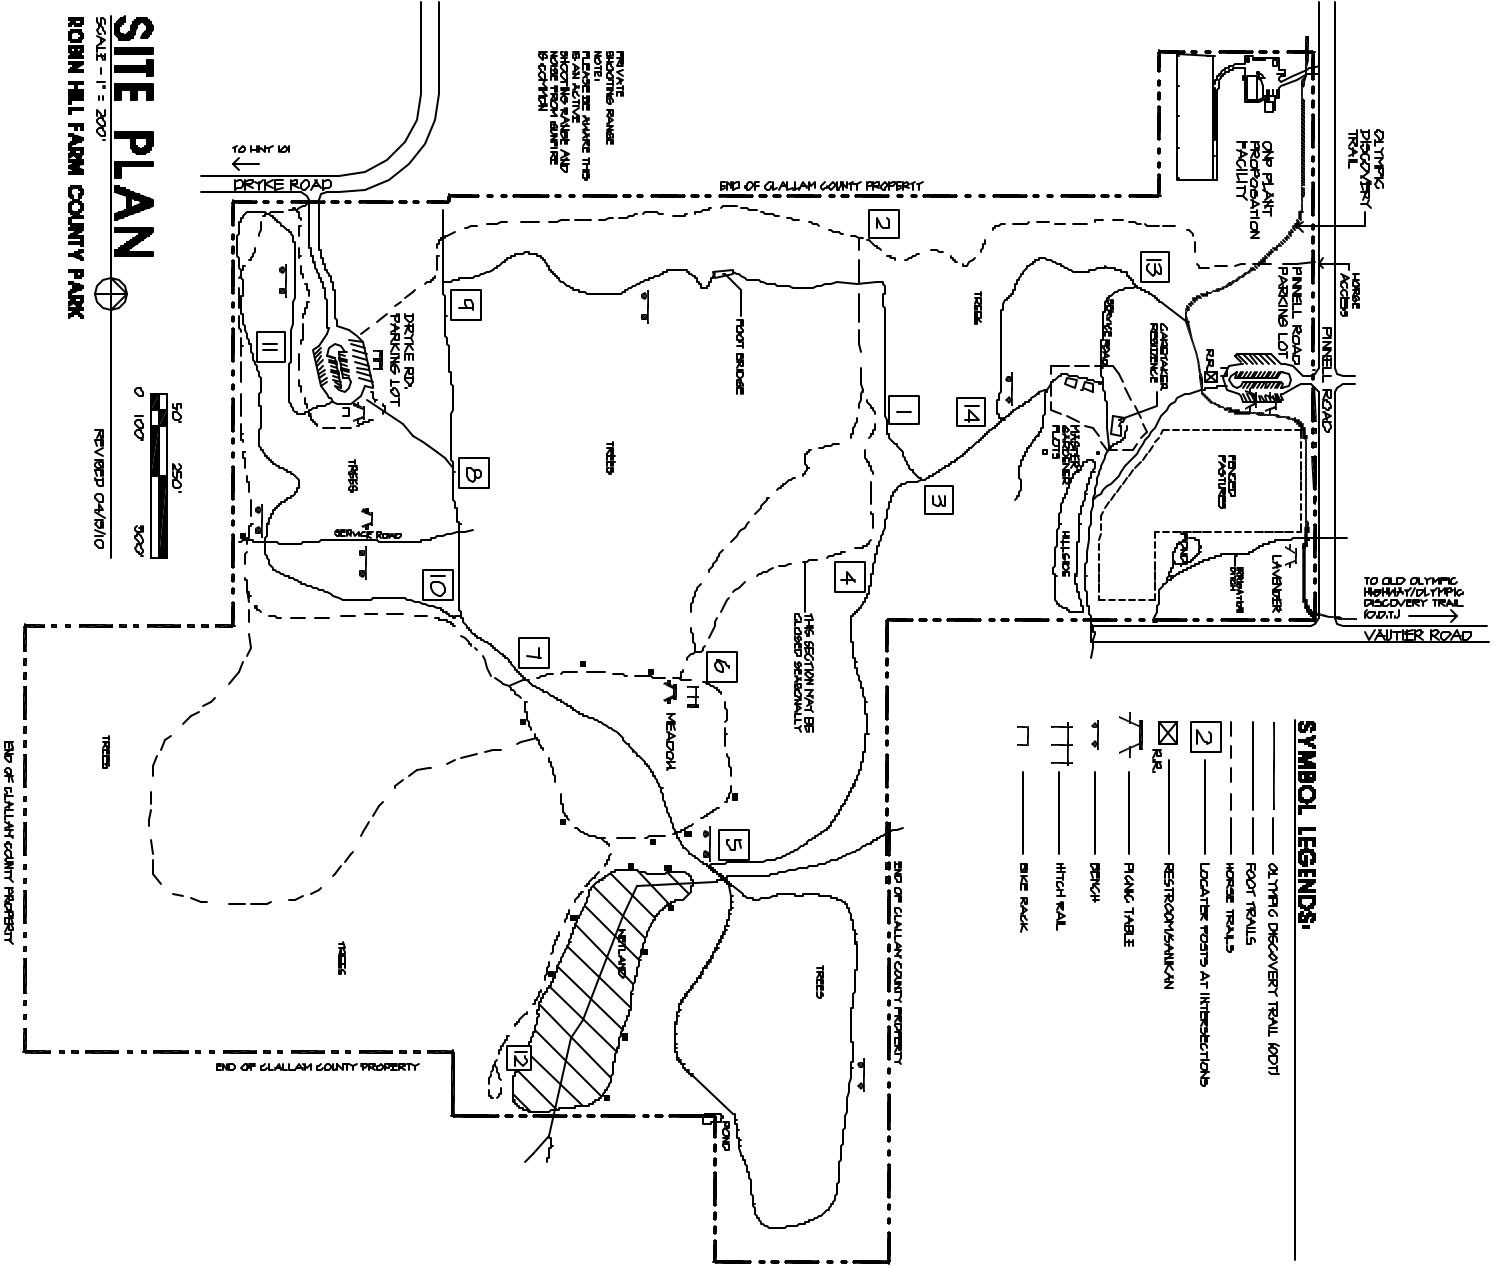 SITE PLAN
SCALE - 1" = 200'
ROBIN HILL FARM COUNTY PARK
0
100'
500'
50'
250'
REVISED 04/15/10
PRIVATE
SHOOTING RANGE
NOTE:
PLEASE BE AWARE THIS
IS AN ACTIVE
SHOOTING RANGE AND
NOISE FROM GUNFIRE
IS COMMON
TO HWY 101
DRYKE ROAD
END OF CLALLAM COUNTY PROPERTY
OLYMPIC
DISCOVERY
TRAIL
ONP PLANT
PROPOGATION
FACILITY
HORSE
ACCESS
PINNELL ROAD
PARKING LOT
PINNELL ROAD
R.R.
CARETAKER
RESIDENCE
SERVICE ROAD
MASTER
GARDENER
PLOTS
FENCED
PASTURES
HILLSIDE
POND
IRRIGATION
DITCH
LAVENDER
TO OLD OLYMPIC
HIGHWAY/OLYMPIC
DISCOVERY TRAIL
(O.D.T.)
VAUTIER ROAD
2
13
TREES
14
1
3
4
FOOT BRIDGE
9
DRYKE RD.
PARKING LOT
11
8
TREES
TREES
SERVICE ROAD
10
7
6
THIS SECTION MAY BE
CLOSED SEASONALLY
MEADOW
5
TREES
TREES
WETLAND
TREES
12
POND
END OF CLALLAM COUNTY PROPERTY
END OF CLALLAM COUNTY PROPERTY
END OF CLALLAM COUNTY PROPERTY
SYMBOL LEGENDS:
OLYMPIC DISCOVERY TRAIL (ODT)
FOOT TRAILS
HORSE TRAILS
2
LOCATER POSTS AT INTERSECTIONS
R.R.
RESTROOM/SANIKAN
PICNIC TABLE
BENCH
HITCH RAIL
BIKE RACK